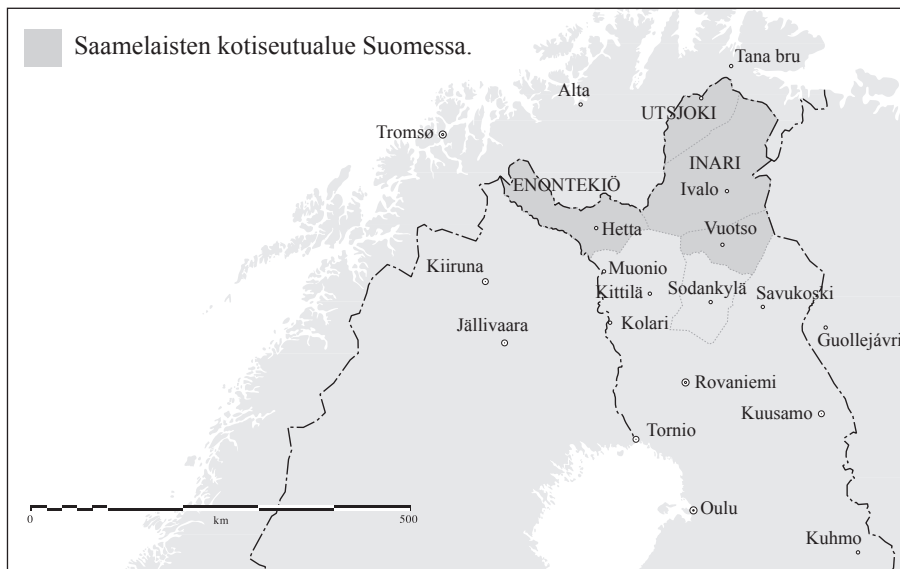 Saamelaisten kotiseutualue Suomessa.
Tana bru
Alta
UTSJOKI
Tromsø
INARI
ENONTEKIÖ
Ivalo
Hetta
Vuotso
Kiiruna
Muonio
Kittilä
Sodankylä
Savukoski
Jällivaara
Kolari
Guollejávri
Rovaniemi
Kuusamo
Tornio
Oulu
0
km
500
Kuhmo